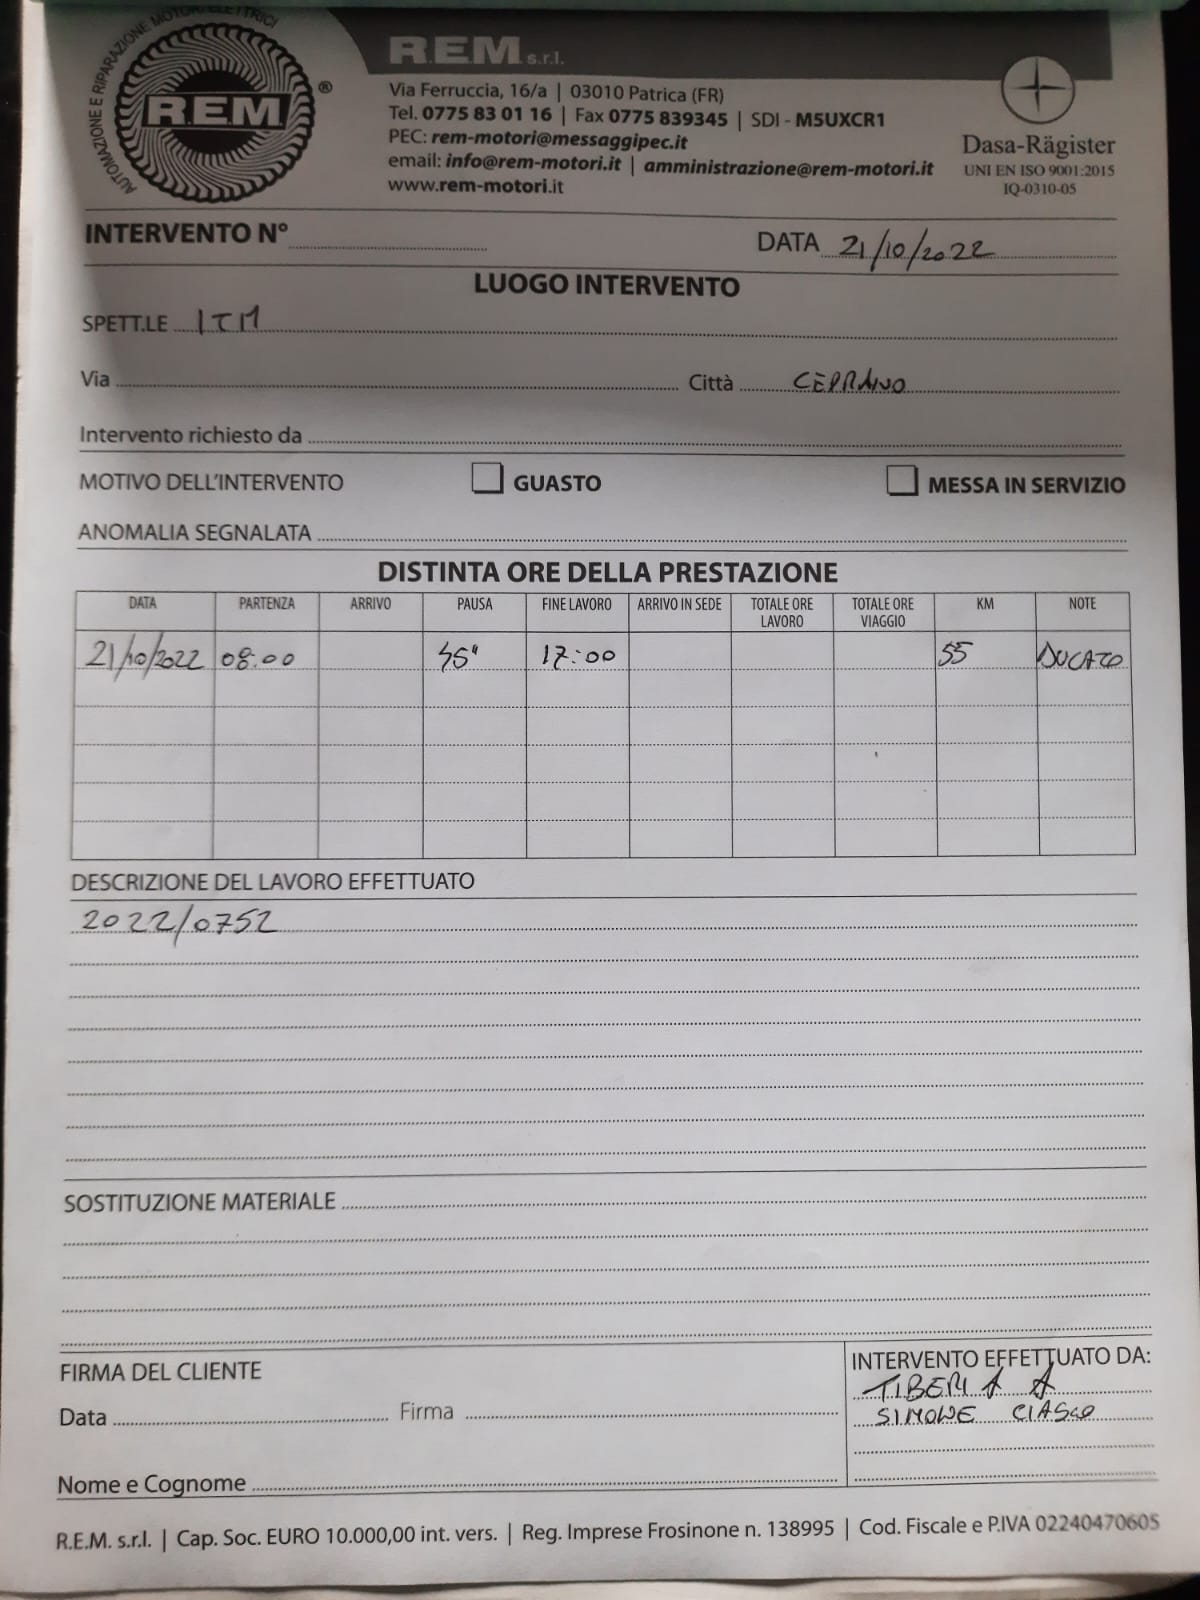 AUTOMAZIONE E RIPARAZIONE MOTORI ELETTRICI
R.E.M. ®
R.E.M. s.r.l.
Via Ferruccia, 16/a | 03010 Patrica (FR)
Tel. 0775 83 01 16 | Fax 0775 839345 | SDI - M5UXCR1
PEC: rem-motori@messaggipec.it
email: info@rem-motori.it | amministrazione@rem-motori.it
www.rem-motori.it
Dasa-Rägister
UNI EN ISO 9001:2015
IQ-0310-05
INTERVENTO N° DATA 21/10/2022
LUOGO INTERVENTO
SPETT.LE ITM
Via Città CEPRANO
Intervento richiesto da
MOTIVO DELL'INTERVENTO GUASTO MESSA IN SERVIZIO
ANOMALIA SEGNALATA
DISTINTA ORE DELLA PRESTAZIONE
DATA PARTENZA ARRIVO PAUSA FINE LAVORO ARRIVO IN SEDE TOTALE ORE LAVORO TOTALE ORE VIAGGIO KM NOTE
21/10/2022 08:00 45" 17:00 55 DUCATO
DESCRIZIONE DEL LAVORO EFFETTUATO
2022/0752
SOSTITUZIONE MATERIALE
FIRMA DEL CLIENTE
Data Firma
Nome e Cognome
INTERVENTO EFFETTUATO DA:
TIBERIA A
SIMONE
R.E.M. s.r.l. | Cap. Soc. EURO 10.000,00 int. vers. | Reg. Imprese Frosinone n. 138995 | Cod. Fiscale e P.IVA 02240470605